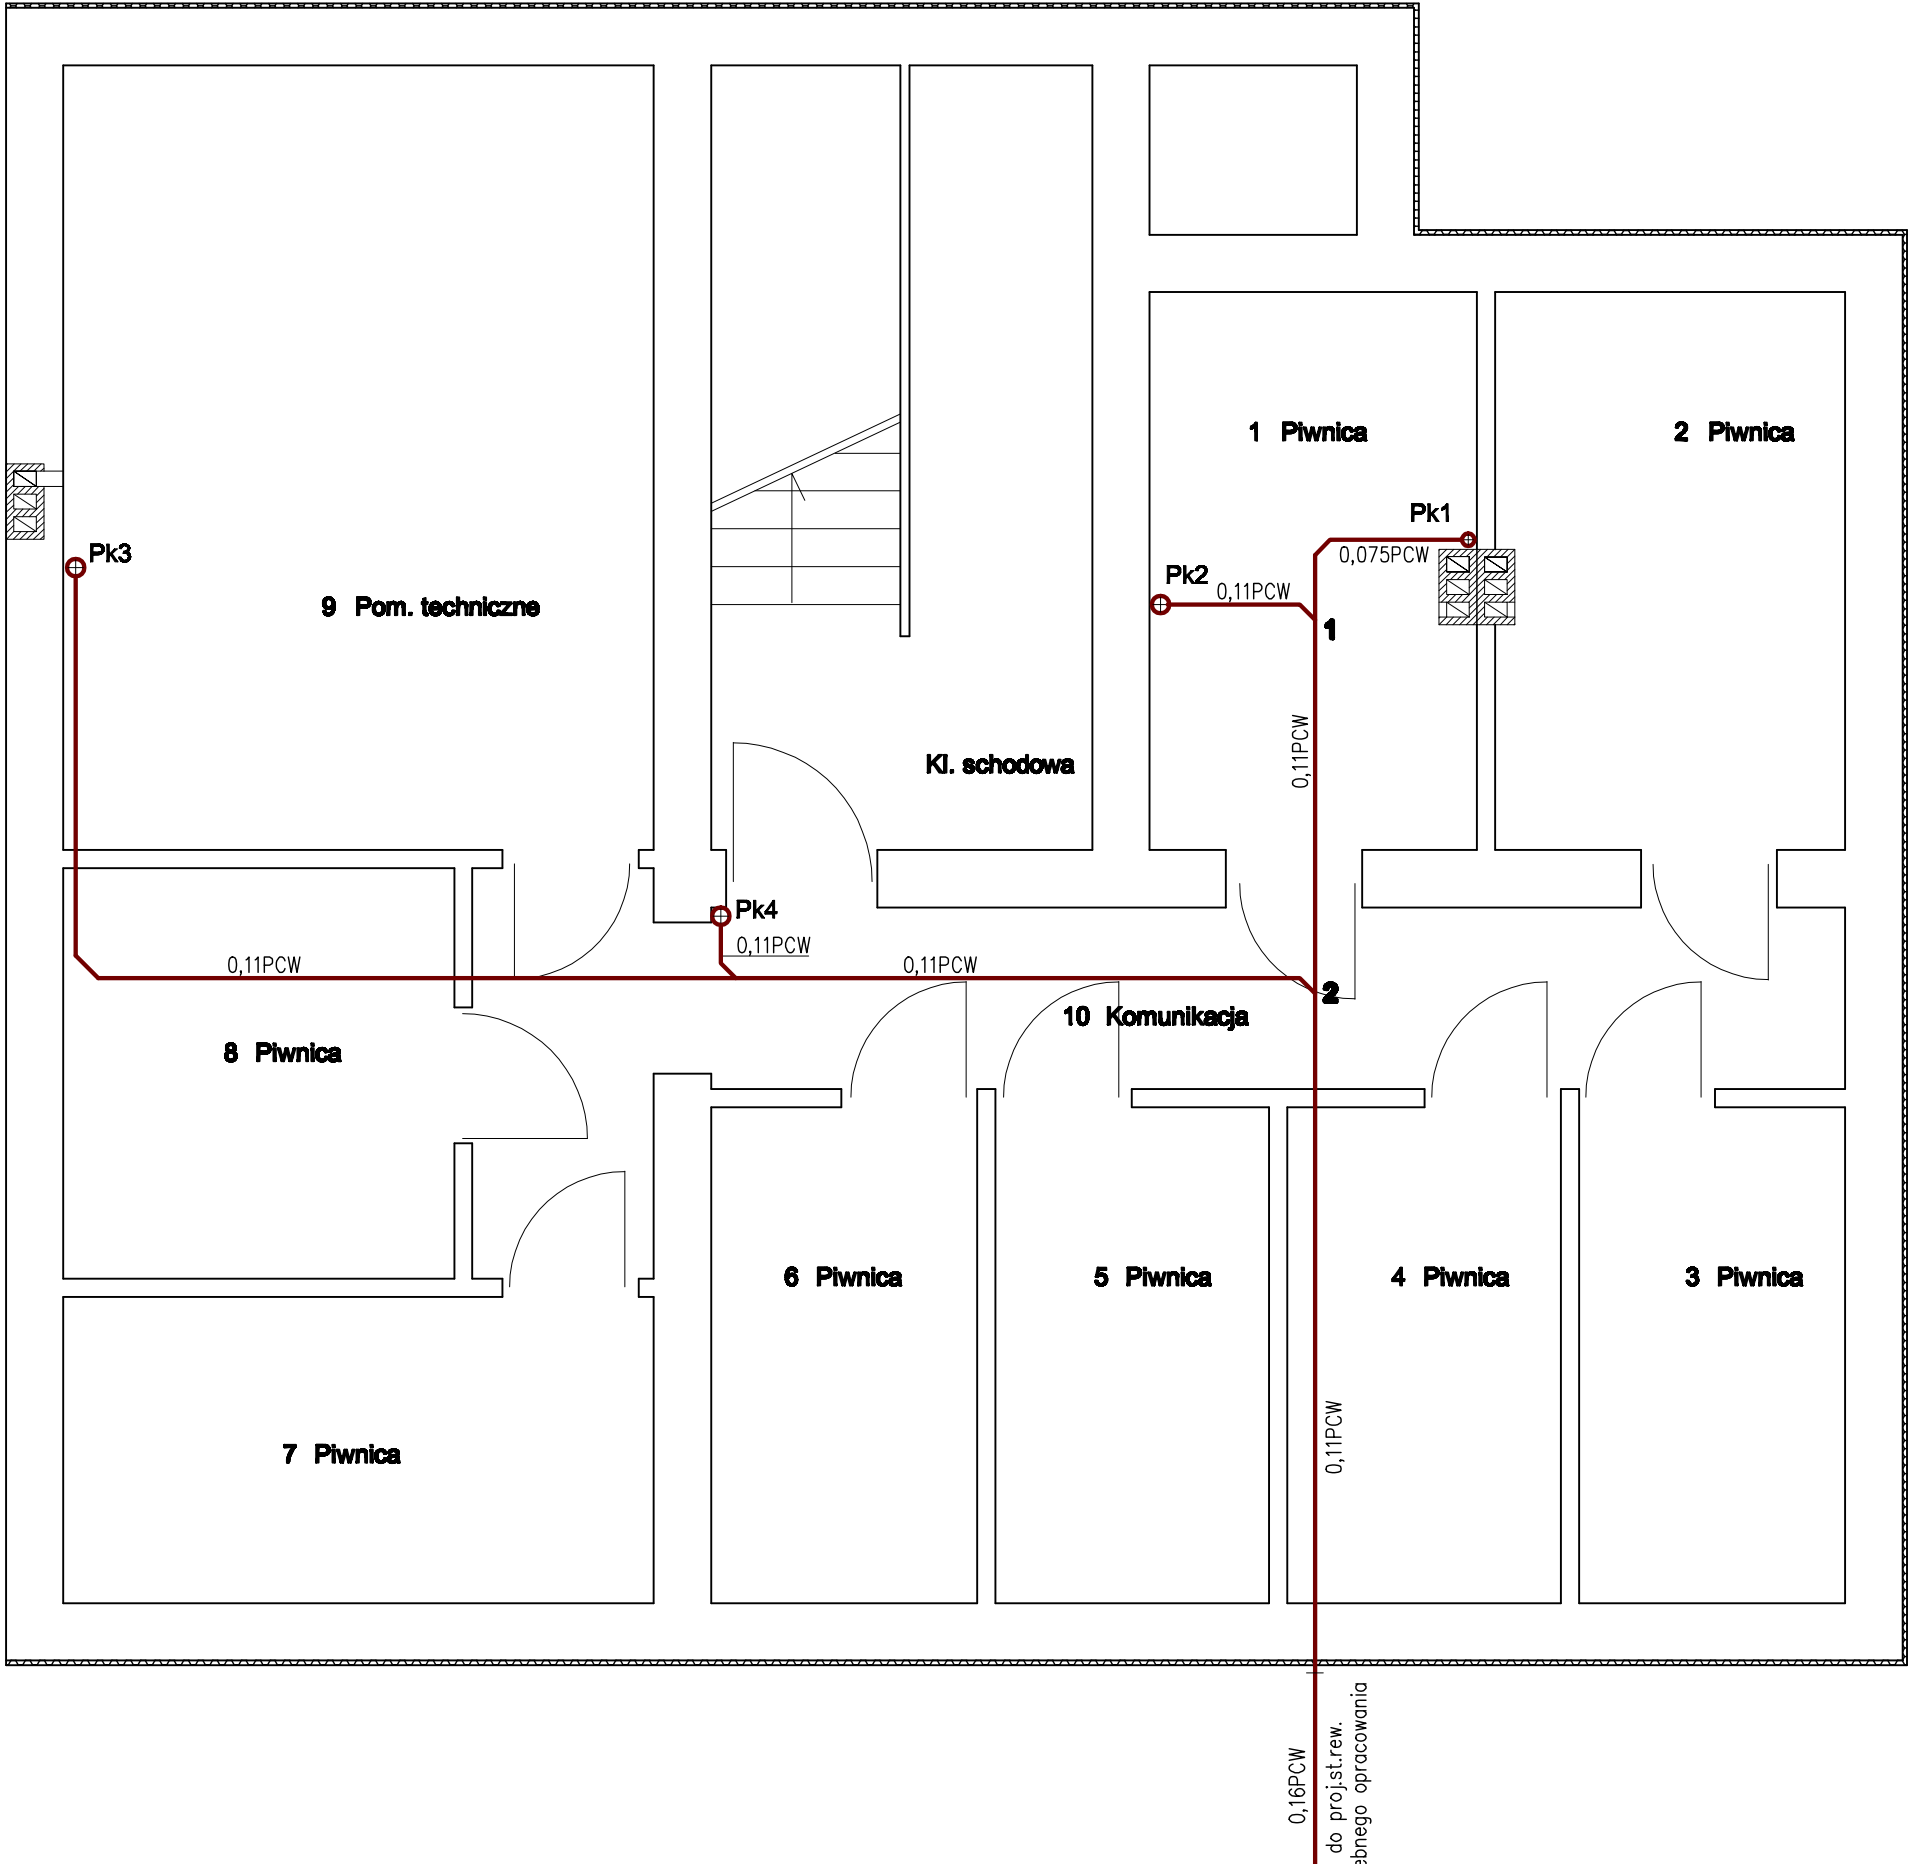 1 Piwnica
2 Piwnica
Pk1
0,075PCW
Pk3
Pk2
0,11PCW
9 Pom. techniczne
1
0,11PCW
Kl. schodowa
Pk4
0,11PCW
0,11PCW
0,11PCW
2
10 Komunikacja
8 Piwnica
6 Piwnica
5 Piwnica
4 Piwnica
3 Piwnica
0,11PCW
7 Piwnica
0,16PCW
do proj.st.rew.
ebnego opracowania